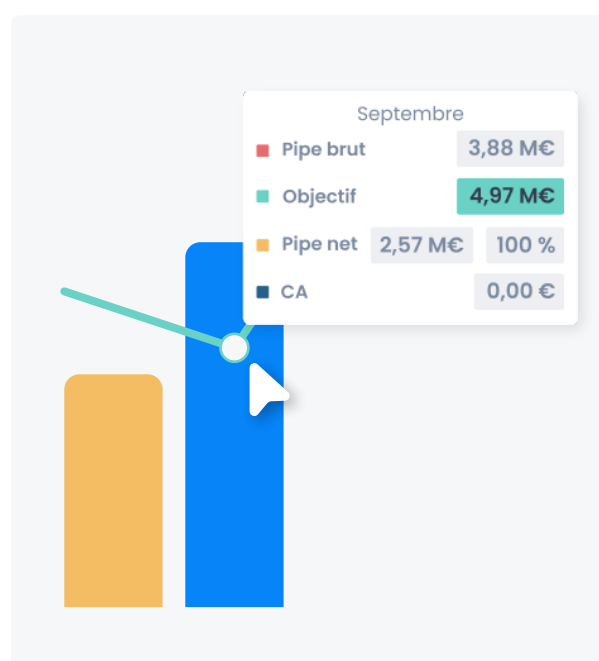 Septembre
Pipe brut 3,88 M€
Objectif 4,97 M€
Pipe net 2,57 M€ 100 %
CA 0,00 €